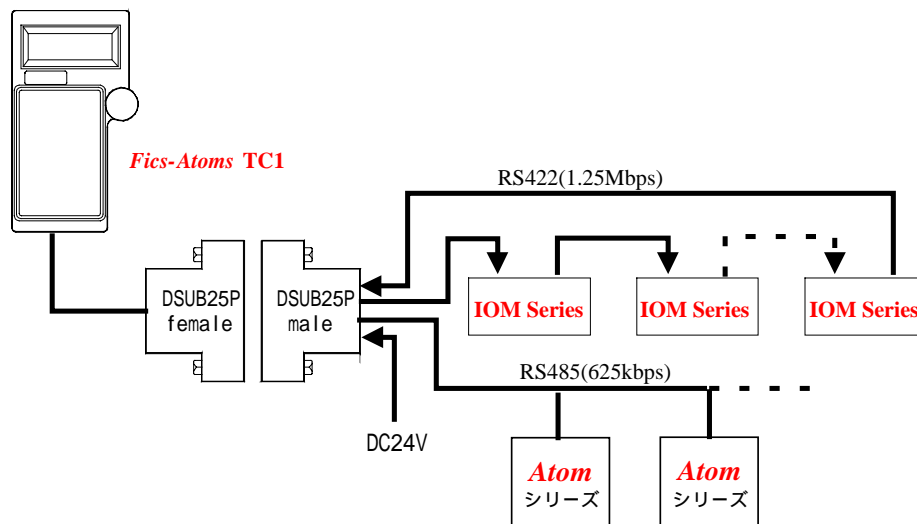 Fics-Atoms TC1
RS422(1.25Mbps)
DSUB25P
female
DSUB25P
male
IOM Series
IOM Series
IOM Series
RS485(625kbps)
DC24V
Atom
シリーズ
Atom
シリーズ